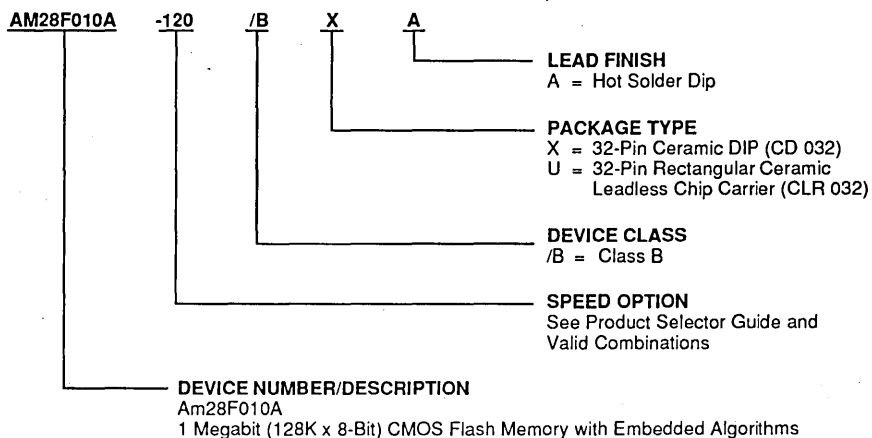 AM28F010A -120 /B X A
LEAD FINISH
A = Hot Solder Dip
PACKAGE TYPE
X = 32-Pin Ceramic DIP (CD 032)
U = 32-Pin Rectangular Ceramic
Leadless Chip Carrier (CLR 032)
DEVICE CLASS
/B = Class B
SPEED OPTION
See Product Selector Guide and
Valid Combinations
DEVICE NUMBER/DESCRIPTION
Am28F010A
1 Megabit (128K x 8-Bit) CMOS Flash Memory with Embedded Algorithms